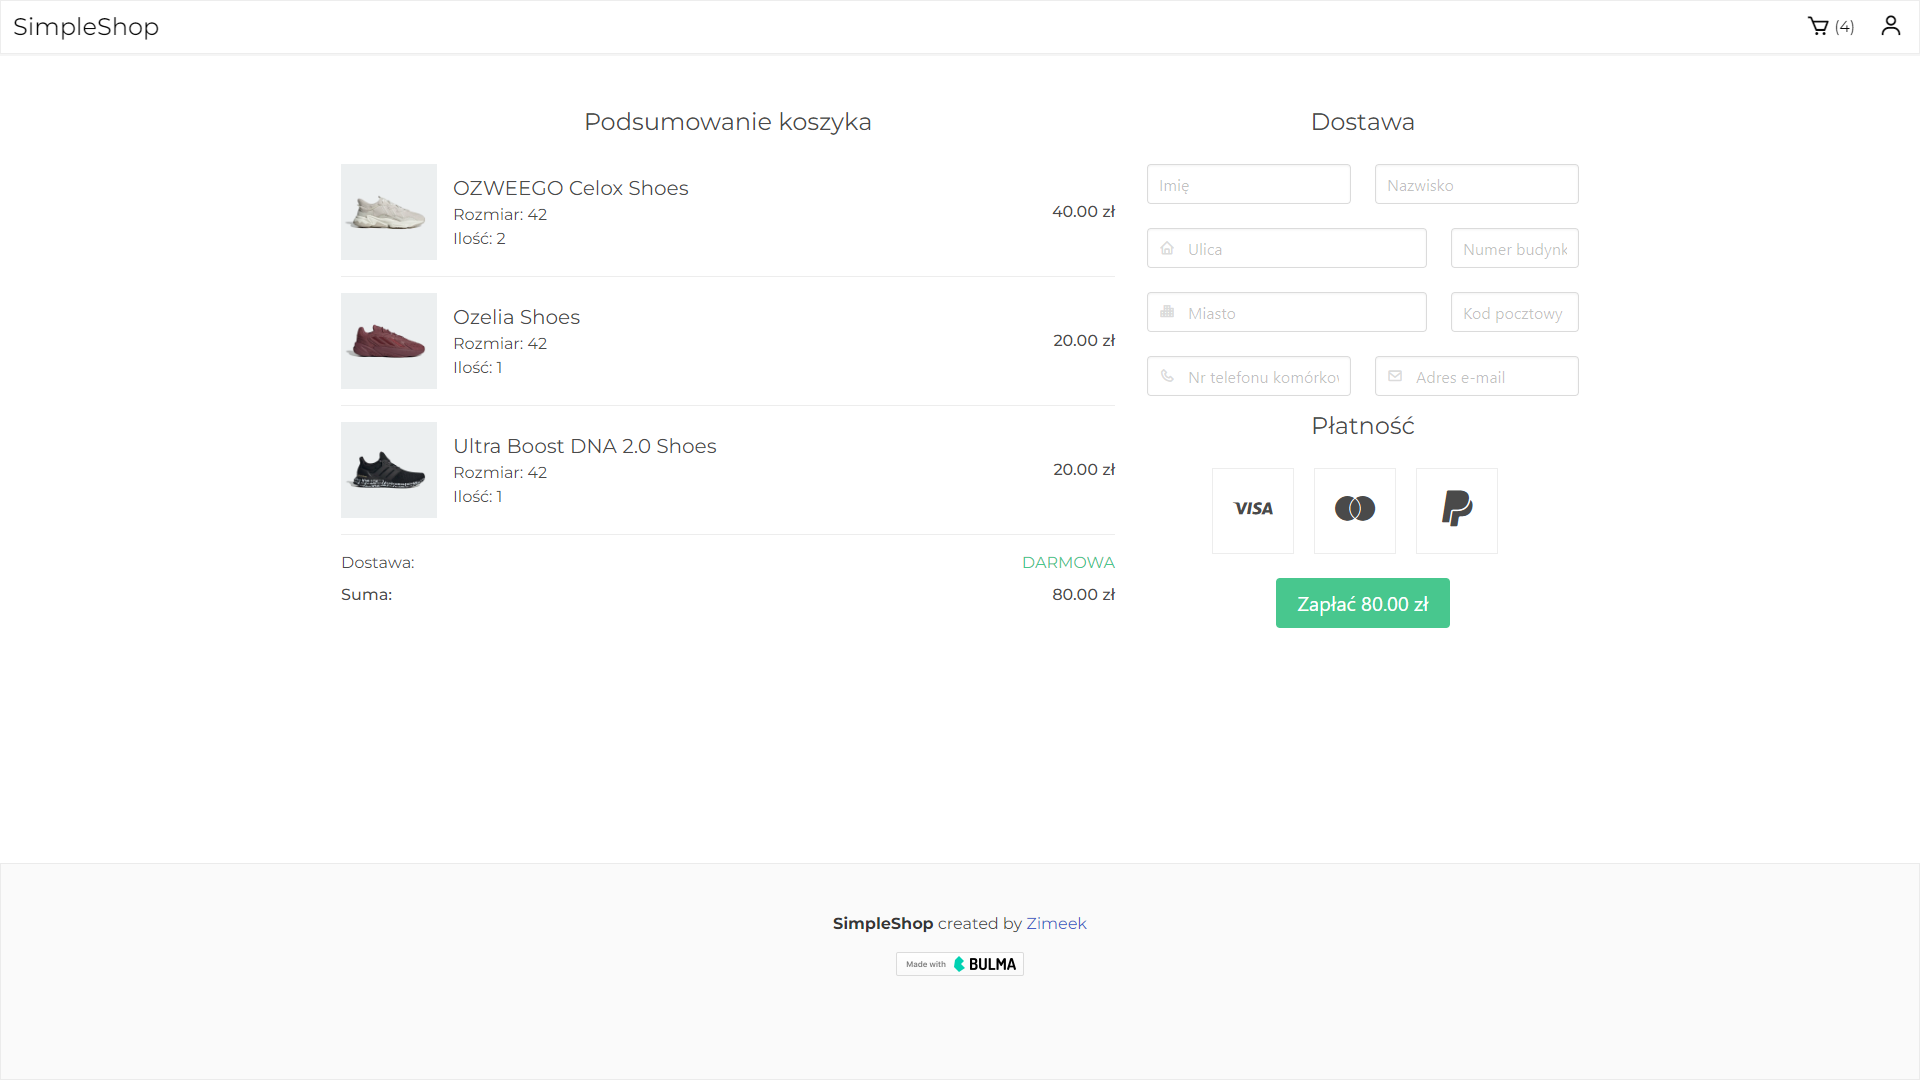 SimpleShop
(4)
Podsumowanie koszyka
OZWEEGO Celox Shoes
Rozmiar: 42
Ilość: 2
40.00 zł
Ozelia Shoes
Rozmiar: 42
Ilość: 1
20.00 zł
Ultra Boost DNA 2.0 Shoes
Rozmiar: 42
Ilość: 1
20.00 zł
Dostawa:
DARMOWA
Suma:
80.00 zł
Dostawa
Imię
Nazwisko
Ulica
Numer budynk
Miasto
Kod pocztowy
Nr telefonu komórkow
Adres e-mail
Płatność
VISA
Zapłać 80.00 zł
SimpleShop created by Zimeek
Made with BULMA